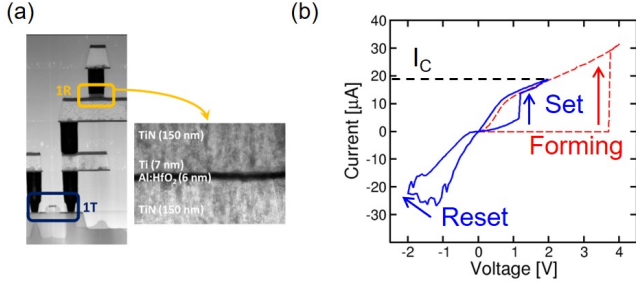 (a)
1R
1T
TiN (150 nm)
Ti (7 nm)
Al:HfO₂ (6 nm)
TiN (150 nm)
(b)
Current [μA]
40
30
20
10
0
-10
-20
-30
I_C
Set
Forming
Reset
-2 -1 0 1 2 3 4
Voltage [V]